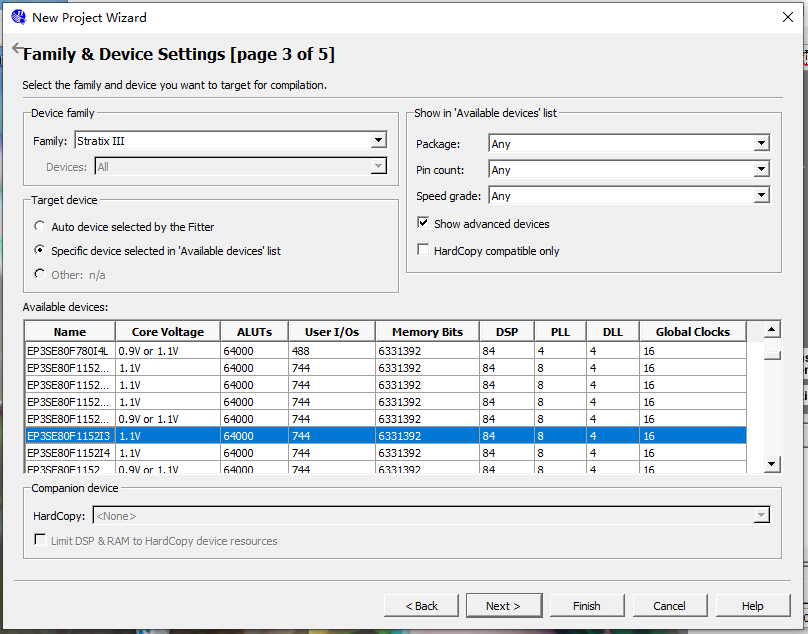 New Project Wizard
Family & Device Settings [page 3 of 5]
Select the family and device you want to target for compilation.
Device family
Family: Stratix III
Devices: All
Show in 'Available devices' list
Package: Any
Pin count: Any
Speed grade: Any
Show advanced devices
HardCopy compatible only
Target device
Auto device selected by the Fitter
Specific device selected in 'Available devices' list
Other: n/a
Available devices:
Name Core Voltage ALUTs User I/Os Memory Bits DSP PLL DLL Global Clocks
EP3SE80F780I4L 0.9V or 1.1V 64000 488 6331392 84 4 4 16
EP3SE80F1152... 1.1V 64000 744 6331392 84 8 4 16
EP3SE80F1152... 1.1V 64000 744 6331392 84 8 4 16
EP3SE80F1152... 1.1V 64000 744 6331392 84 8 4 16
EP3SE80F1152... 0.9V or 1.1V 64000 744 6331392 84 8 4 16
EP3SE80F1152I3 1.1V 64000 744 6331392 84 8 4 16
EP3SE80F1152I4 1.1V 64000 744 6331392 84 8 4 16
EP3SE80F1152 0.9V or 1.1V 64000 744 6331392 84 8 4 16
Companion device
HardCopy: <None>
Limit DSP & RAM to HardCopy device resources
< Back Next > Finish Cancel Help